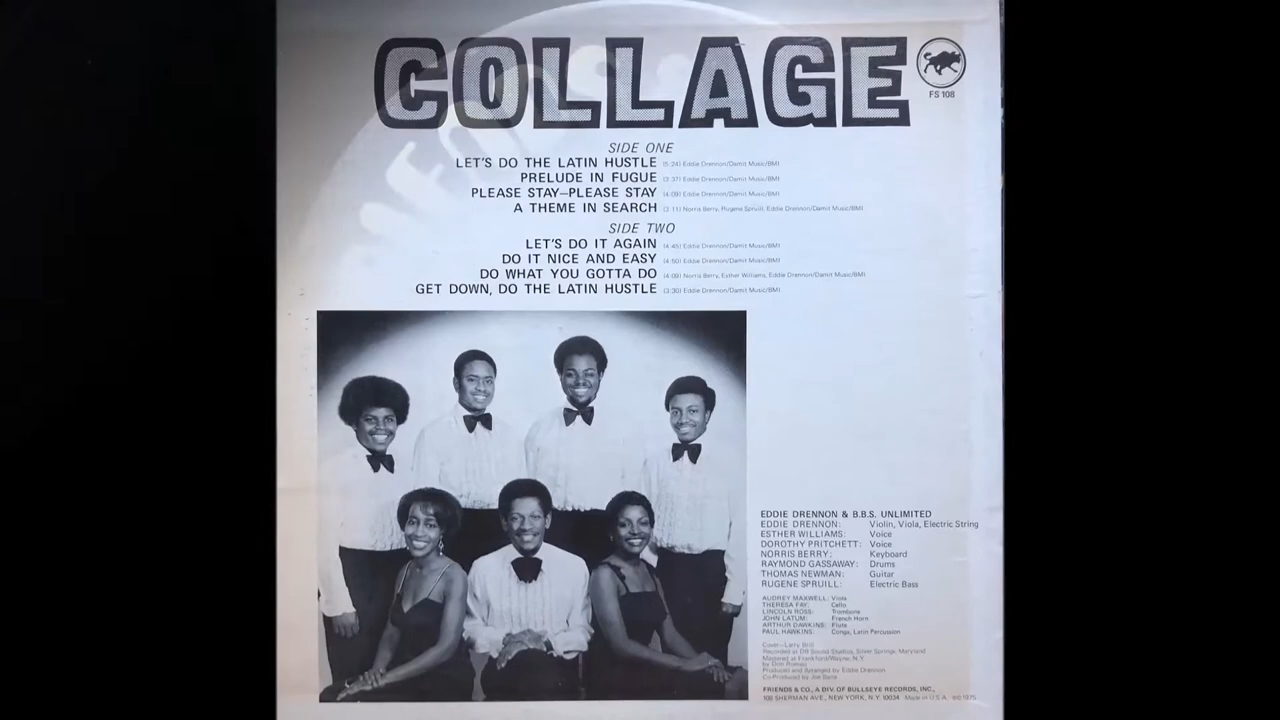 COLLAGE
FS 108
SIDE ONE
LET'S DO THE LATIN HUSTLE (5:24) Eddie Drennon/Damit Music/BMI
PRELUDE IN FUGUE (3:37) Eddie Drennon/Damit Music/BMI
PLEASE STAY—PLEASE STAY (4:09) Eddie Drennon/Damit Music/BMI
A THEME IN SEARCH (3:11) Norris Berry, Rugene Spruill, Eddie Drennon/Damit Music/BMI
SIDE TWO
LET'S DO IT AGAIN (4:45) Eddie Drennon/Damit Music/BMI
DO IT NICE AND EASY (4:50) Eddie Drennon/Damit Music/BMI
DO WHAT YOU GOTTA DO (4:09) Norris Berry, Esther Williams, Eddie Drennon/Damit Music/BMI
GET DOWN, DO THE LATIN HUSTLE (3:30) Eddie Drennon/Damit Music/BMI
EDDIE DRENNON & B.B.S. UNLIMITED
EDDIE DRENNON: Violin, Viola, Electric String
ESTHER WILLIAMS: Voice
DOROTHY PRITCHETT: Voice
NORRIS BERRY: Keyboard
RAYMOND GASSAWAY: Drums
THOMAS NEWMAN: Guitar
RUGENE SPRUILL: Electric Bass
AUDREY MAXWELL: Viola
THERESA FAY: Cello
LINCOLN ROSS: Trombone
JOHN LATUM: French Horn
ARTHUR DAWKINS: Flute
PAUL HAWKINS: Conga, Latin Percussion
Cover—Larry
Recorded at DB Sound Studios, Silver Springs, Maryland
Mastered at Frankford/Wayne, N.Y.
by Don
Produced and Arranged by Eddie Drennon
Co-Produced by Joe
FRIENDS & CO., A DIV. OF BULLSEYE RECORDS, INC.,
108 SHERMAN AVE., NEW YORK, N.Y. 10034 Made in U.S.A. 1975